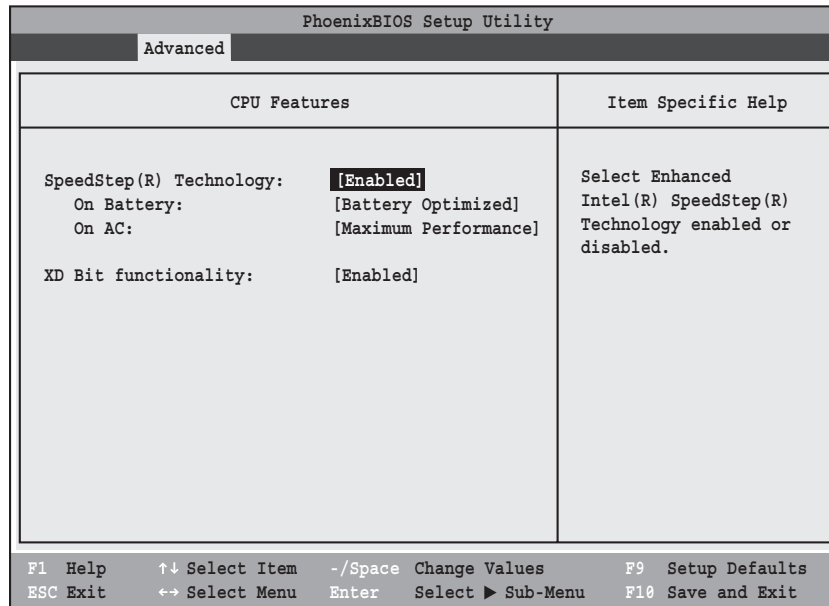 PhoenixBIOS Setup Utility
Advanced
CPU Features
Item Specific Help
SpeedStep(R) Technology: [Enabled]
On Battery: [Battery Optimized]
On AC: [Maximum Performance]
XD Bit functionality: [Enabled]
Select Enhanced
Intel(R) SpeedStep(R)
Technology enabled or
disabled.
F1 Help ↑↓ Select Item -/Space Change Values F9 Setup Defaults
ESC Exit ←→ Select Menu Enter Select ▶ Sub-Menu F10 Save and Exit